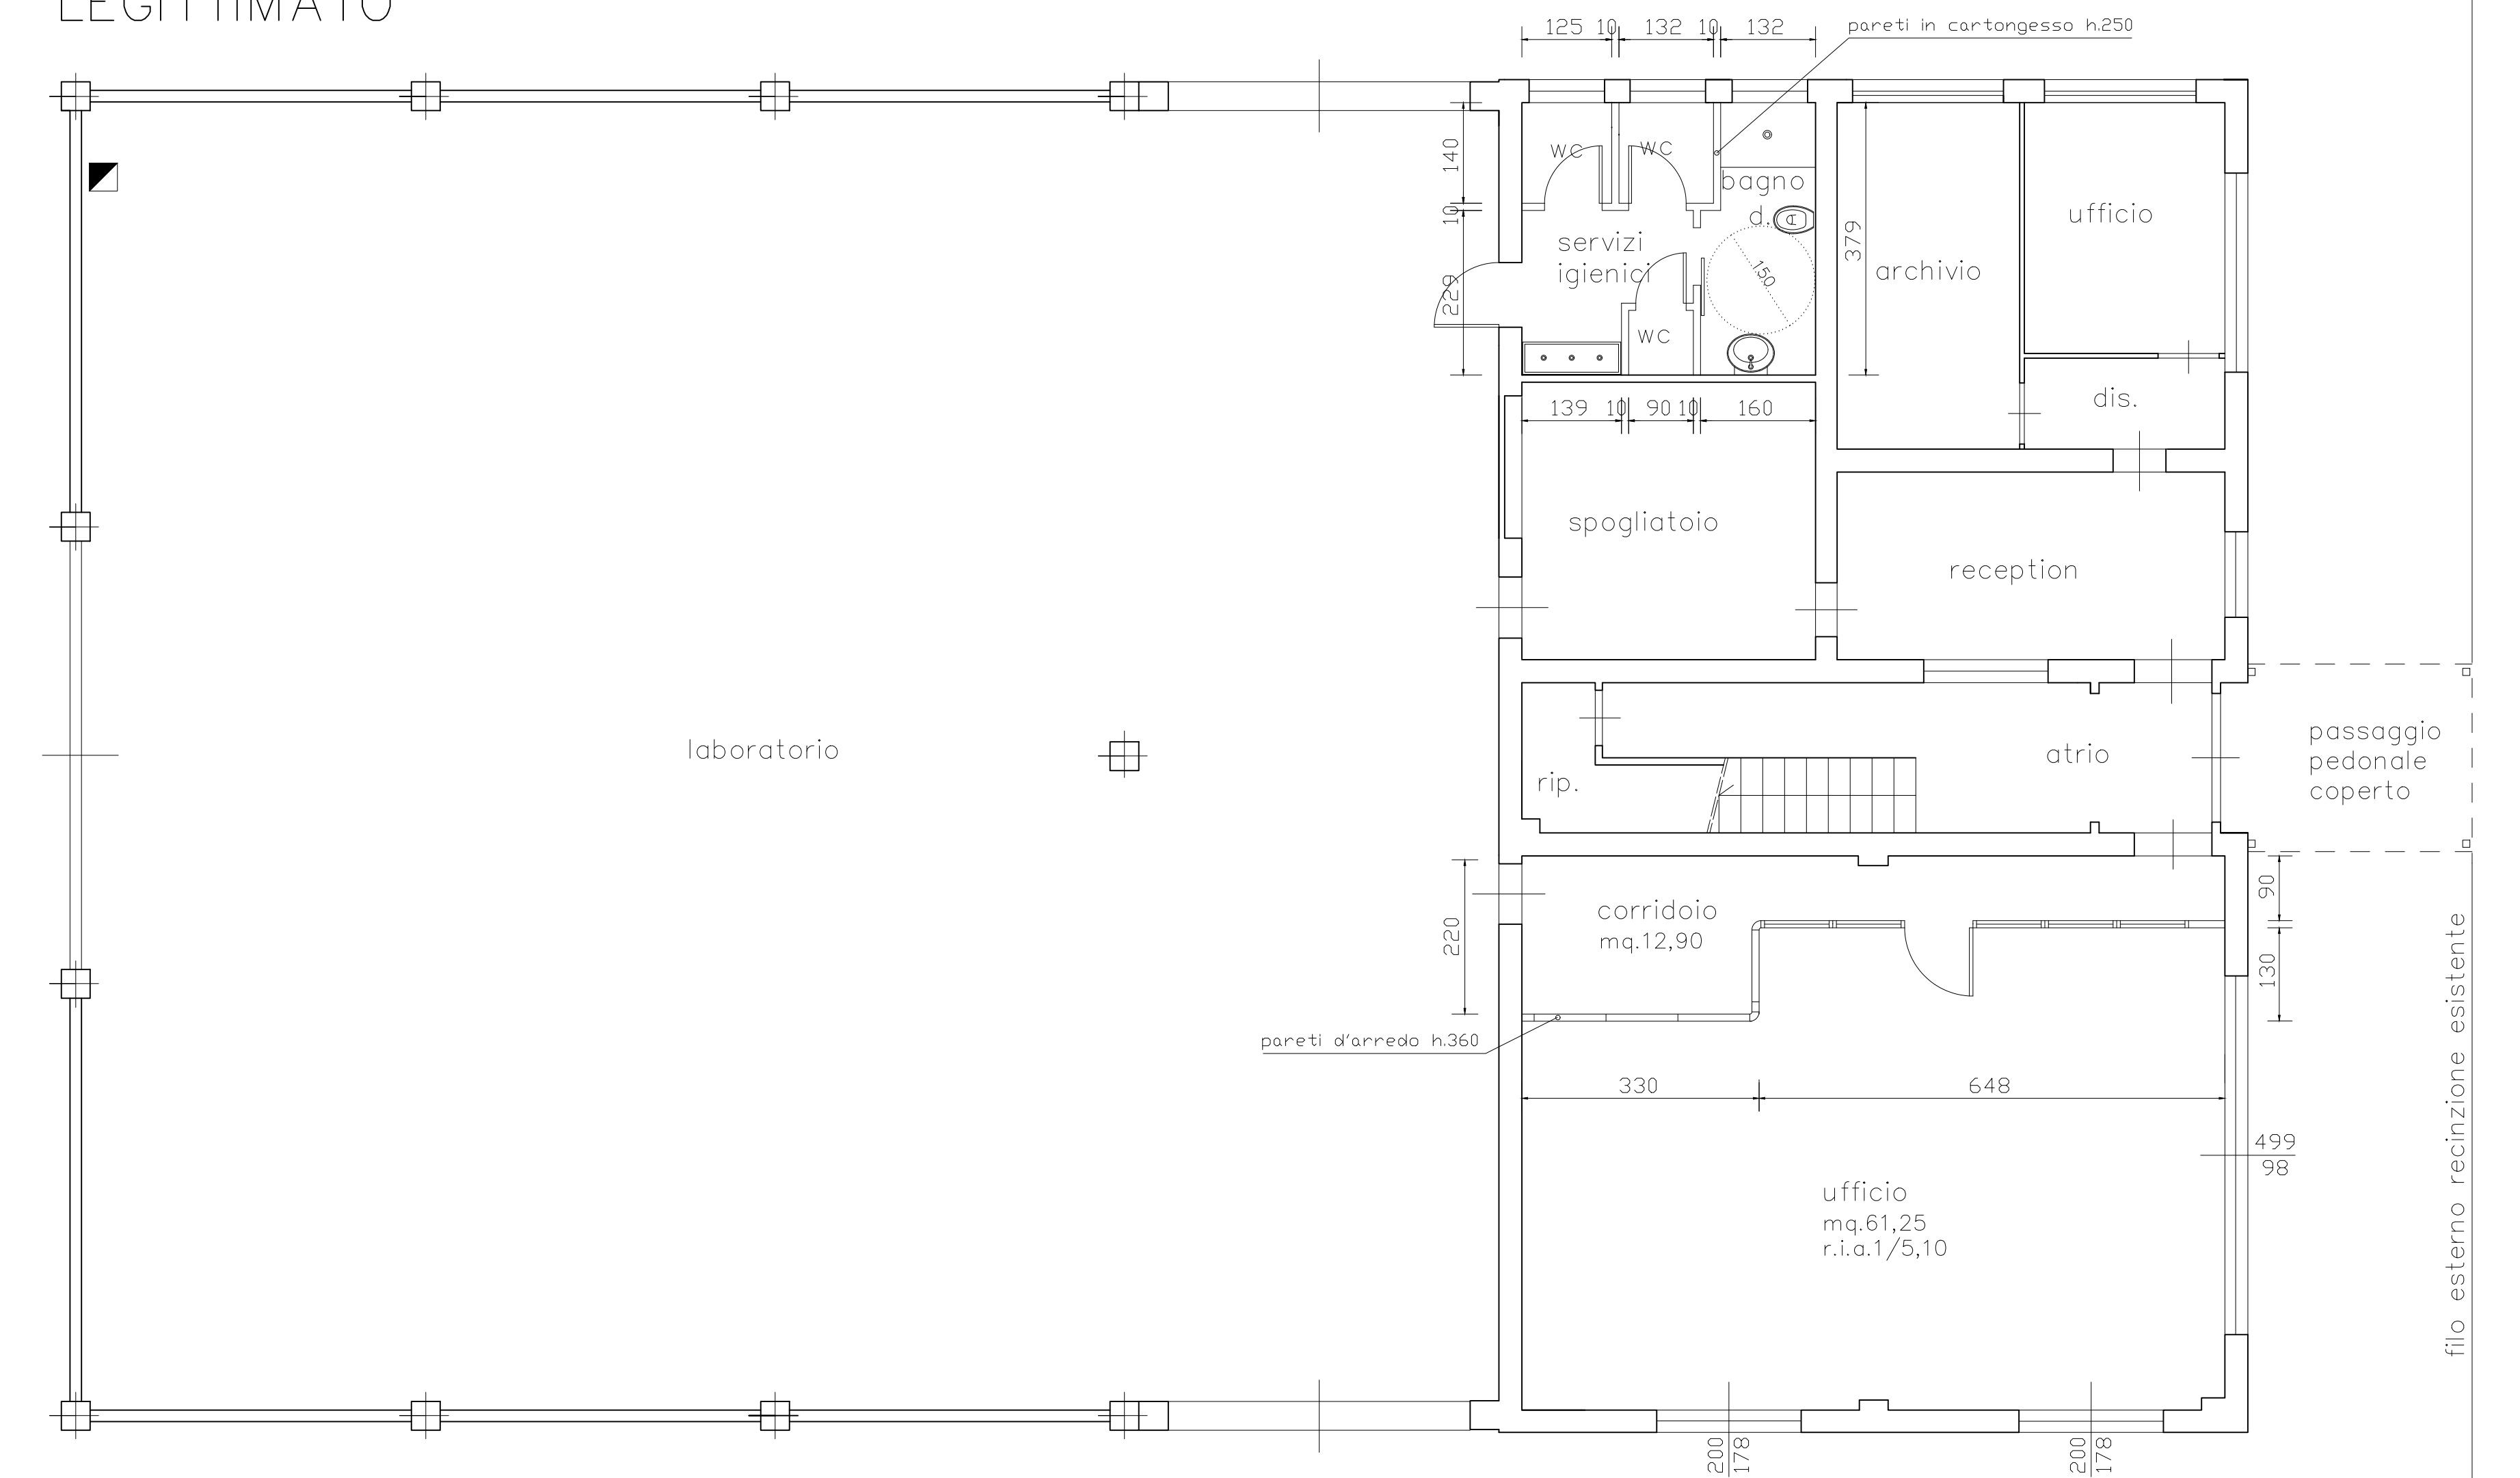 LEGITTIMATO
125 10 132 10 132
pareti in cartongesso h.250
140
10
229
wc
wc
bagno
d.
servizi
igienici
150
wc
379
archivio
ufficio
dis.
139 10 90 10 160
spogliatoio
reception
laboratorio
rip.
atrio
passaggio
pedonale
coperto
220
corridoio
mq.12,90
90
130
pareti d'arredo h.360
330
648
499
98
ufficio
mq.61,25
r.i.a.1/5,10
filo esterno recinzione esistente
200
178
200
178